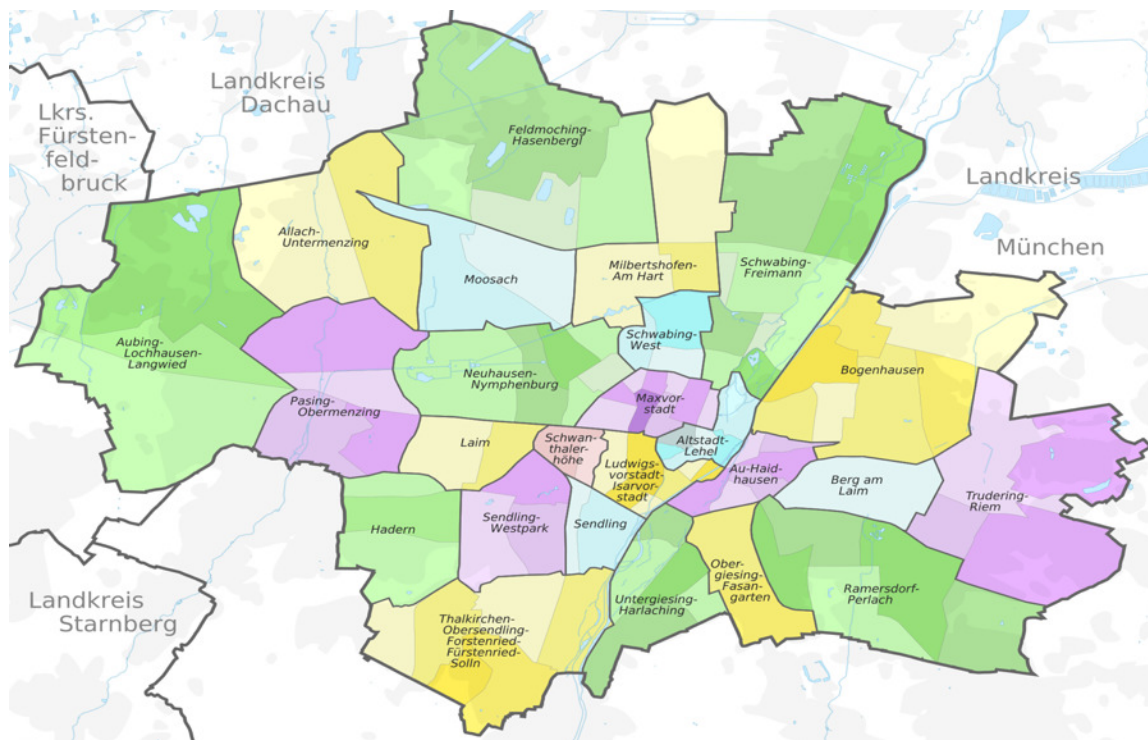 Landkreis
Dachau
Lkrs.
Fürsten-
feld-
bruck
Feldmoching-
Hasenbergl
Landkreis
München
Allach-
Untermenzing
Moosach
Milbertshofen-
Am Hart
Schwabing-
Freimann
Schwabing-
West
Aubing-
Lochhausen-
Langwied
Neuhausen-
Nymphenburg
Bogenhausen
Pasing-
Obermenzing
Maxvor-
stadt
Laim
Schwan-
thaler-
höhe
Altstadt-
Lehel
Ludwigs-
vorstadt-
Isarvor-
stadt
Au-Haid-
hausen
Berg am
Laim
Trudering-
Riem
Hadern
Sendling-
Westpark
Sendling
Ober-
giesing-
Fasan-
garten
Ramersdorf-
Perlach
Untergiesing-
Harlaching
Landkreis
Starnberg
Thalkirchen-
Obersendling-
Forstenried-
Fürstenried-
Solln